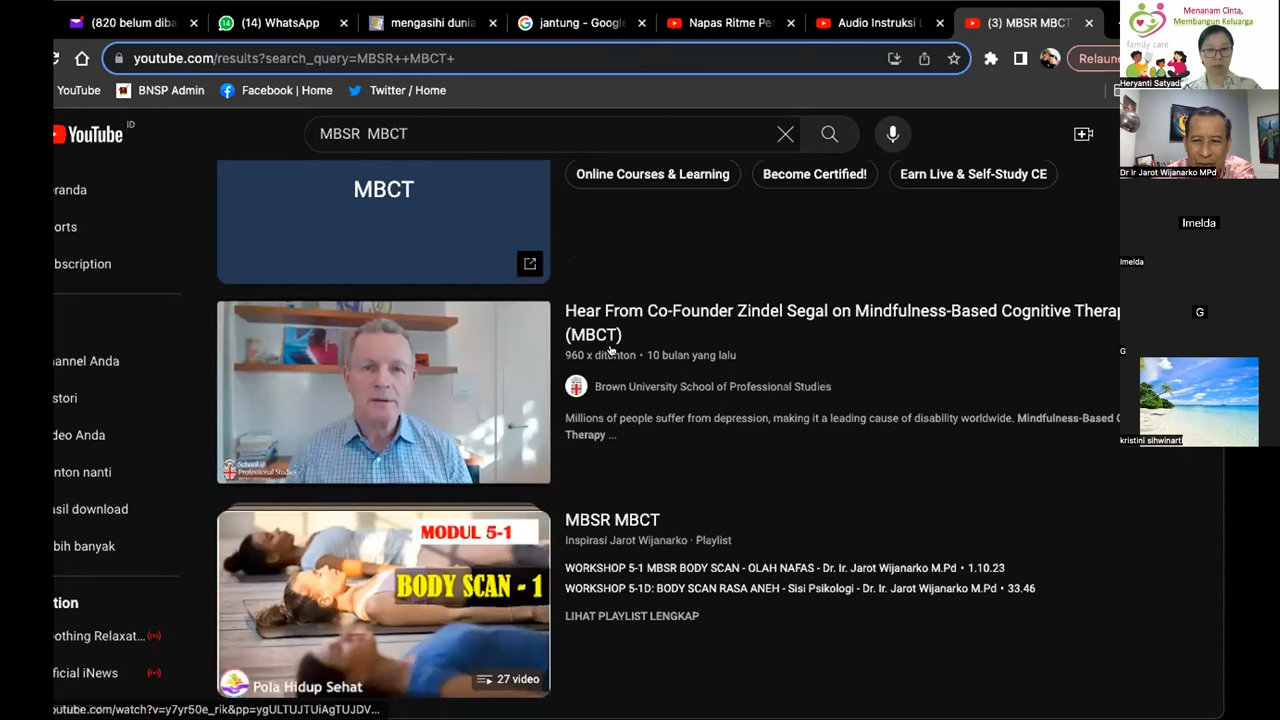 (820 belum diba
(14) WhatsApp
mengasihi dunia
jantung - Google
Napas Ritme Per
Audio Instruksi
(3) MBSR MBCT
youtube.com/results?search_query=MBSR++MBCT+
Relaun
YouTube
BNSP Admin
Facebook | Home
Twitter / Home
YouTube ID
MBSR MBCT
eranda
orts
bscription
annel Anda
stori
deo Anda
nton nanti
asil download
bih banyak
tion
othing Relaxat...
ficial iNews
MBCT
Online Courses & Learning
Become Certified!
Earn Live & Self-Study CE
Hear From Co-Founder Zindel Segal on Mindfulness-Based Cognitive Therap
(MBCT)
960 x ditonton • 10 bulan yang lalu
Brown University School of Professional Studies
Millions of people suffer from depression, making it a leading cause of disability worldwide. Mindfulness-Based C
Therapy ...
School of
Professional Studies
MODUL 5-1
BODY SCAN - 1
Pola Hidup Sehat
27 video
MBSR MBCT
Inspirasi Jarot Wijanarko · Playlist
WORKSHOP 5-1 MBSR BODY SCAN - OLAH NAFAS - Dr. Ir. Jarot Wijanarko M.Pd • 1.10.23
WORKSHOP 5-1D: BODY SCAN RASA ANEH - Sisi Psikologi - Dr. Ir. Jarot Wijanarko M.Pd • 33.46
LIHAT PLAYLIST LENGKAP
outube.com/watch?v=y7yr50e_rik&pp=ygULTUJTUiAgTUJDV...
Menanam Cinta,
Membangun Keluarga
family care
Heryanti Satyad
Dr Ir Jarot Wijanarko MPd
Imelda
Imelda
G
G
kristini sihwinarti